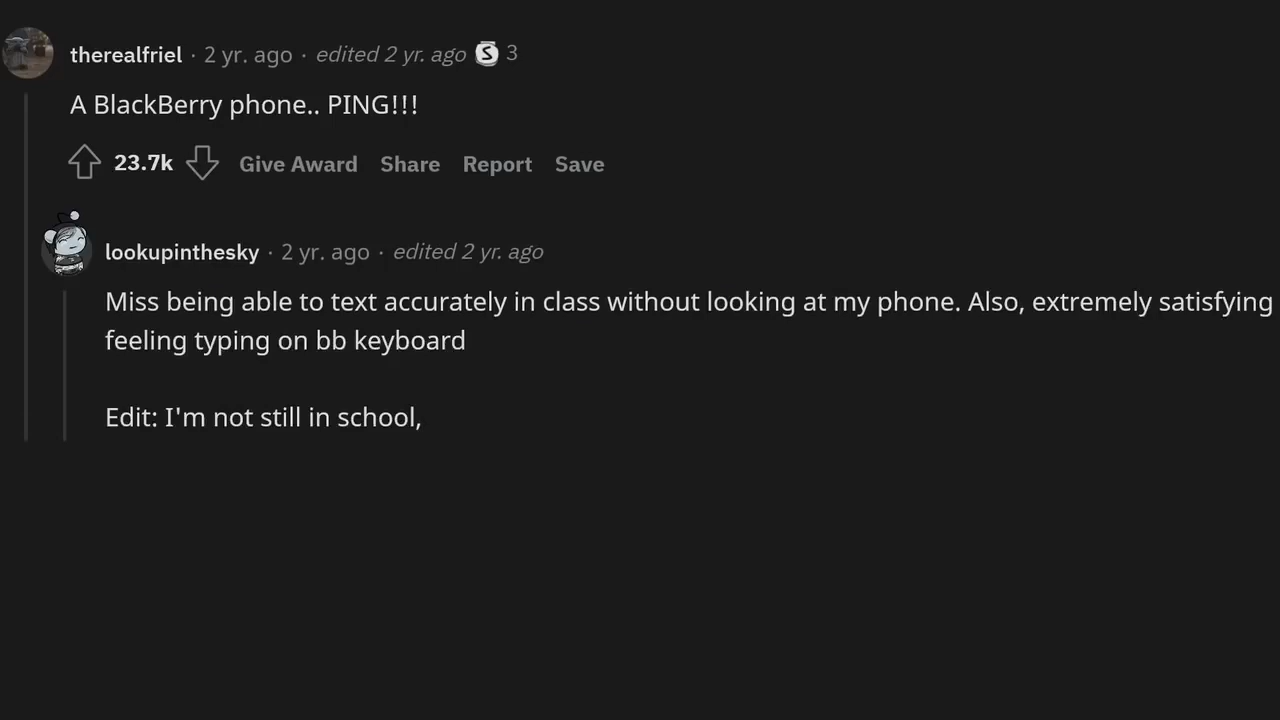 therealfriel · 2 yr. ago · edited 2 yr. ago S 3
A BlackBerry phone.. PING!!!
23.7k Give Award Share Report Save
lookupinthesky · 2 yr. ago · edited 2 yr. ago
Miss being able to text accurately in class without looking at my phone. Also, extremely satisfying
feeling typing on bb keyboard
Edit: I'm not still in school,